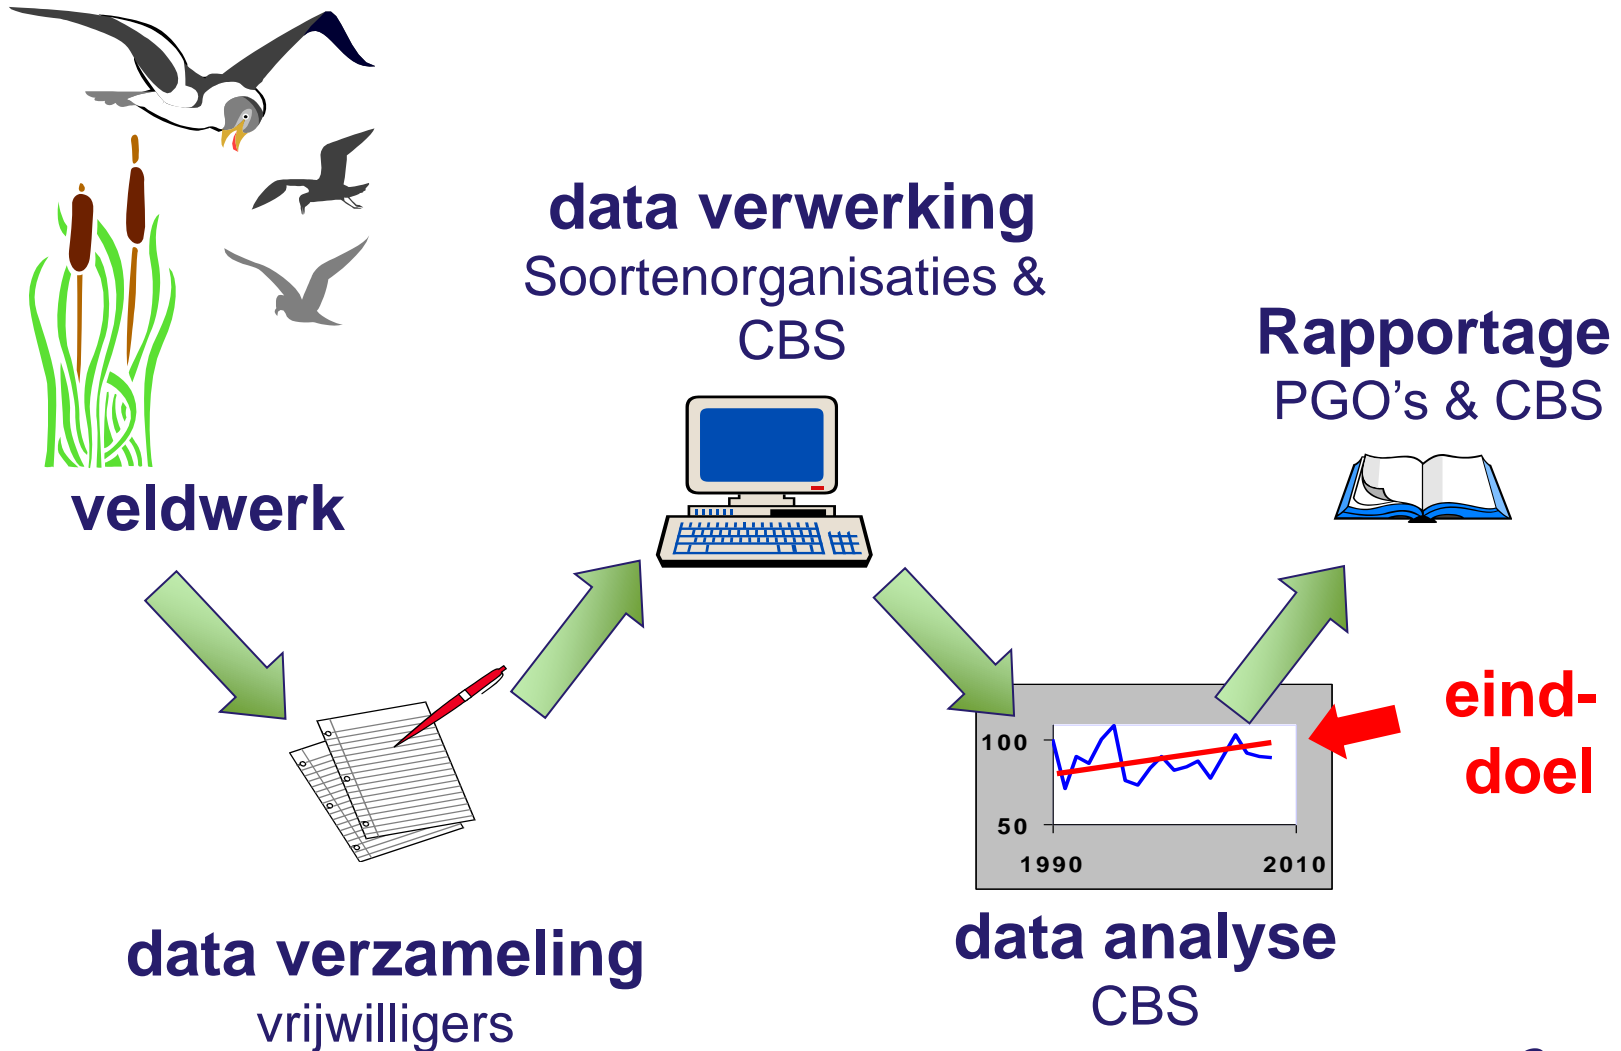 veldwerk
data verzameling
vrijwilligers
data verwerking
Soortenorganisaties &
CBS
100
50
1990
2010
data analyse
CBS
Rapportage
PGO's & CBS
eind-
doel